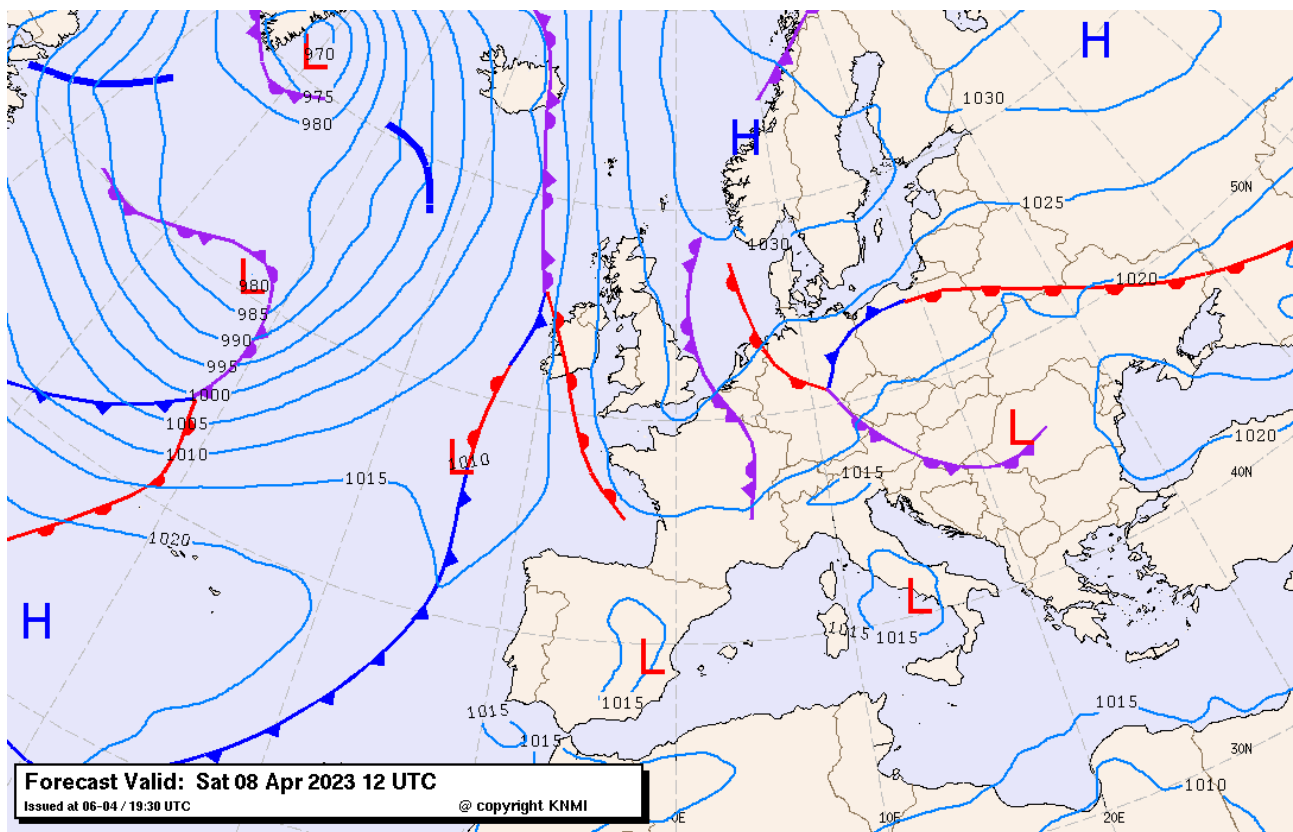 H
970
L
975
980
1030
H
50N
1025
1030
1020
L
980
985
990
995
1000
1005
1010
L
1010
1015
L
1020
40N
1015
1020
H
L
1015
1015
L
1015
1015
1015
1015
30N
1010
Forecast Valid: Sat 08 Apr 2023 12 UTC
Issued at 06-04 / 19:30 UTC
@ copyright KNMI
0E
10E
20E